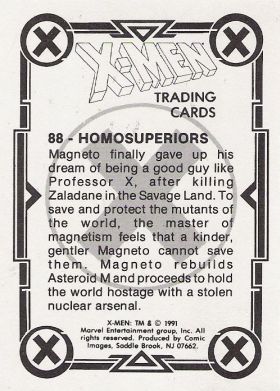 X-MEN
TRADING
CARDS
88 - HOMOSUPERIORS
Magneto finally gave up his
dream of being a good guy like
Professor X, after killing
Zaladane in the Savage Land. To
save and protect the mutants of
the world, the master of
magnetism feels that a kinder,
gentler Magneto cannot save
them. Magneto rebuilds
Asteroid M and proceeds to hold
the world hostage with a stolen
nuclear arsenal.
X-MEN: TM & © 1991
Marvel Entertainment group, Inc. All
rights reserved. Produced by Comic
Images, Saddle Brook, NJ 07662.